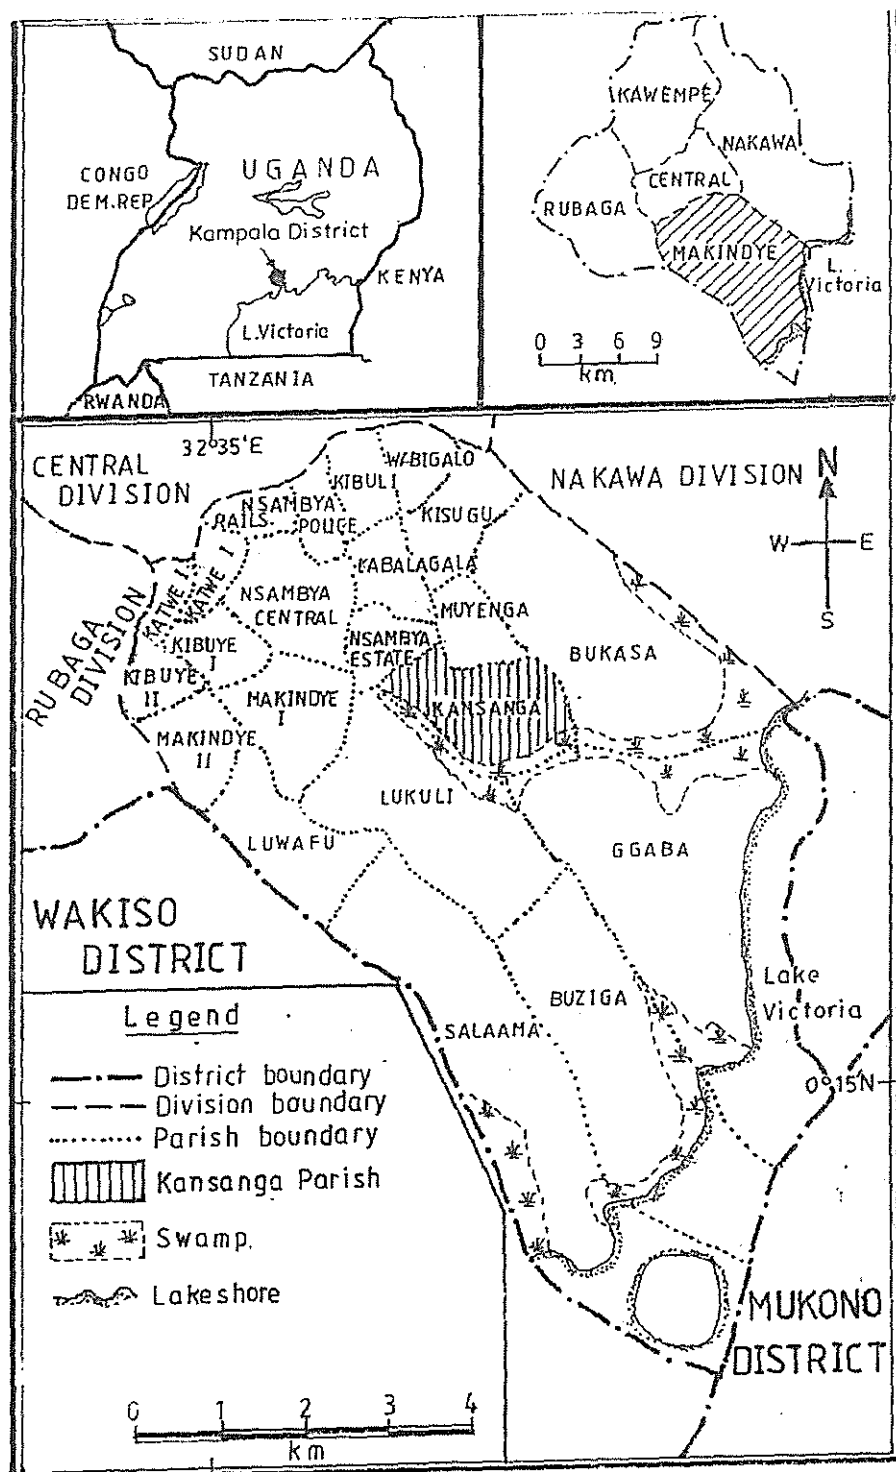 SUDAN
CONGO
DEM.REP
UGANDA
Kampala District
KENYA
L.Victoria
TANZANIA
RWANDA
KAWEMPE
NAKAWA
CENTRAL
RUBAGA
MAKINDYE
L.
Victoria
0 3 6 9
km.
32°35'E
CENTRAL
DIVISION
NAKAWA DIVISION
N
W E
S
RUBAGA
DIVISION
WABIGALO
KIBULI
NSAMBYA
RAILS
POLICE
KISUGU
KATWE I
KATWE I
KABALAGALA
NSAMBYA
CENTRAL
MUYENGA
KIBUYE
I
NSAMBYA
ESTATE
BUKASA
KIBUYE
II
MAKINDYE
I
KANSANGA
MAKINDYE
II
LUKULI
LUWAFU
GGABA
WAKISO
DISTRICT
BUZIGA
SALAAMA
Lake
Victoria
0°15'N
Legend
District boundary
Division boundary
Parish boundary
Kansanga Parish
Swamp.
Lakeshore
MUKONO
DISTRICT
0 1 2 3 4
km